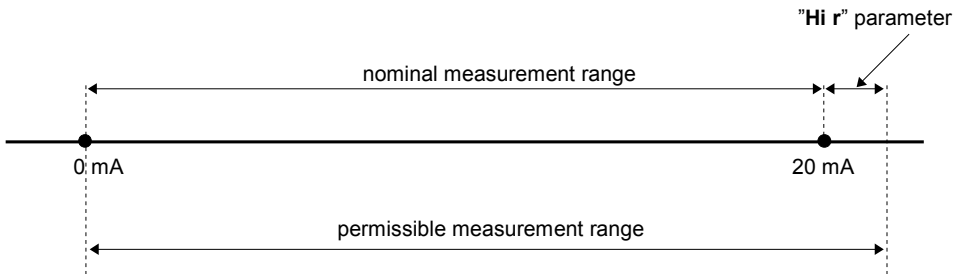 ”Hi r” parameter
nominal measurement range
0 mA
20 mA
permissible measurement range